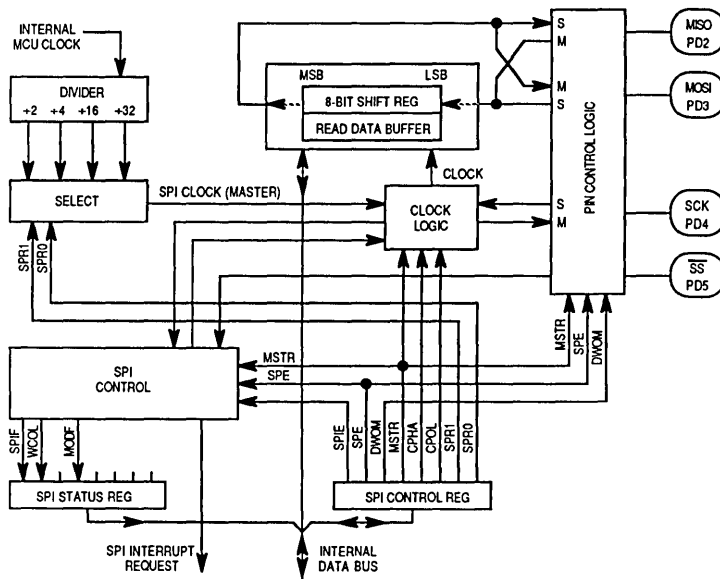 INTERNAL
MCU CLOCK
DIVIDER
÷2 ÷4 ÷16 ÷32
SELECT
SPI CLOCK (MASTER)
SPR1
SPR0
MSB LSB
8-BIT SHIFT REG
READ DATA BUFFER
CLOCK
CLOCK
LOGIC
S
M
M
S
S
M
PIN CONTROL LOGIC
MISO
PD2
MOSI
PD3
SCK
PD4
SS
PD5
MSTR
SPE
DWOM
SPI
CONTROL
MSTR
SPE
SPIE
SPE
DWOM
MSTR
CPHA
CPOL
SPR1
SPR0
SPIF
WCOL
MODF
SPI STATUS REG
SPI CONTROL REG
SPI INTERRUPT
REQUEST
INTERNAL
DATA BUS